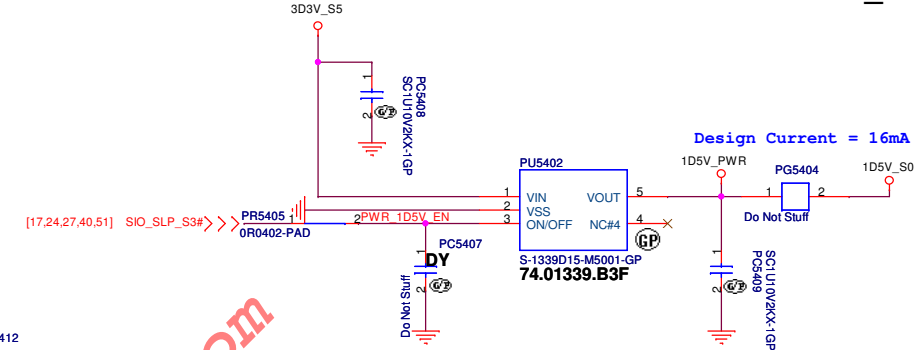 3D3V_S5
1
2
G/P
PC5408
SC1U10V2KX-1GP
Design Current = 16mA
PU5402
1D5V_PWR
PG5404
1D5V_S0
1 VIN VOUT 5
1 2
2 VSS
3 ON/OFF NC#4 4
Do Not Stuff
[17,24,27,40,51] SIO_SLP_S3# PR5405 1 2 PWR_1D5V_EN
0R0402-PAD
PC5407
DY
1
2
G/P
Do Not Stuff
GP
S-1339D15-M5001-GP
74.01339.B3F
1
2
G/P
SC1U10V2KX-1GP
PC5409
412
om